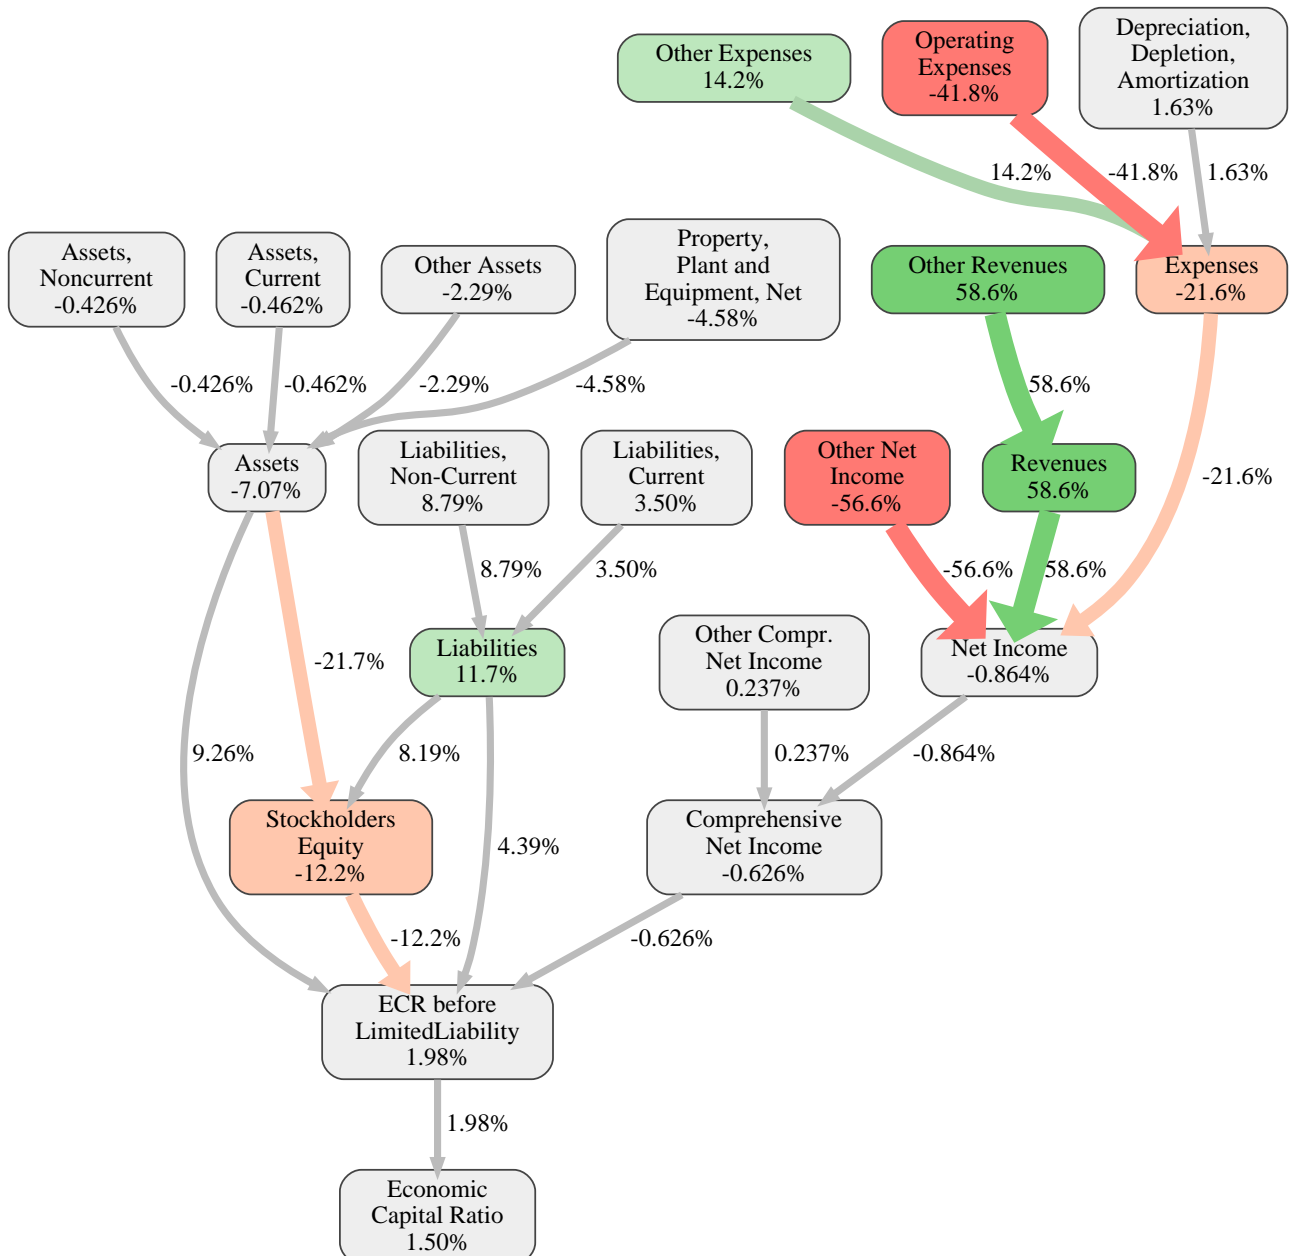 Other Expenses
14.2%
Operating
Expenses
-41.8%
Depreciation,
Depletion,
Amortization
1.63%
14.2%
-41.8%
1.63%
Assets,
Noncurrent
-0.426%
Assets,
Current
-0.462%
Other Assets
-2.29%
Property,
Plant and
Equipment, Net
-4.58%
Other Revenues
58.6%
Expenses
-21.6%
-0.426%
-0.462%
-2.29%
-4.58%
58.6%
Assets
-7.07%
Liabilities,
Non-Current
8.79%
Liabilities,
Current
3.50%
Other Net
Income
-56.6%
Revenues
58.6%
-21.6%
8.79%
3.50%
-56.6%
58.6%
-21.7%
Liabilities
11.7%
Other Compr.
Net Income
0.237%
Net Income
-0.864%
9.26%
8.19%
0.237%
-0.864%
Stockholders
Equity
-12.2%
4.39%
Comprehensive
Net Income
-0.626%
-12.2%
-0.626%
ECR before
LimitedLiability
1.98%
1.98%
Economic
Capital Ratio
1.50%